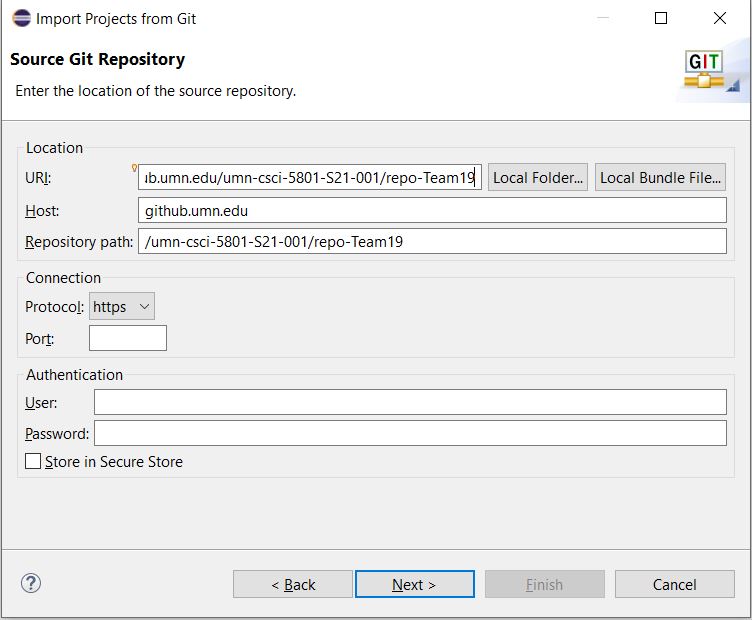 Import Projects from Git
Source Git Repository
Enter the location of the source repository.
GIT
Location
URI: ub.umn.edu/umn-csci-5801-S21-001/repo-Team19 Local Folder... Local Bundle File...
Host: github.umn.edu
Repository path: /umn-csci-5801-S21-001/repo-Team19
Connection
Protocol: https
Port:
Authentication
User:
Password:
Store in Secure Store
? < Back Next > Finish Cancel